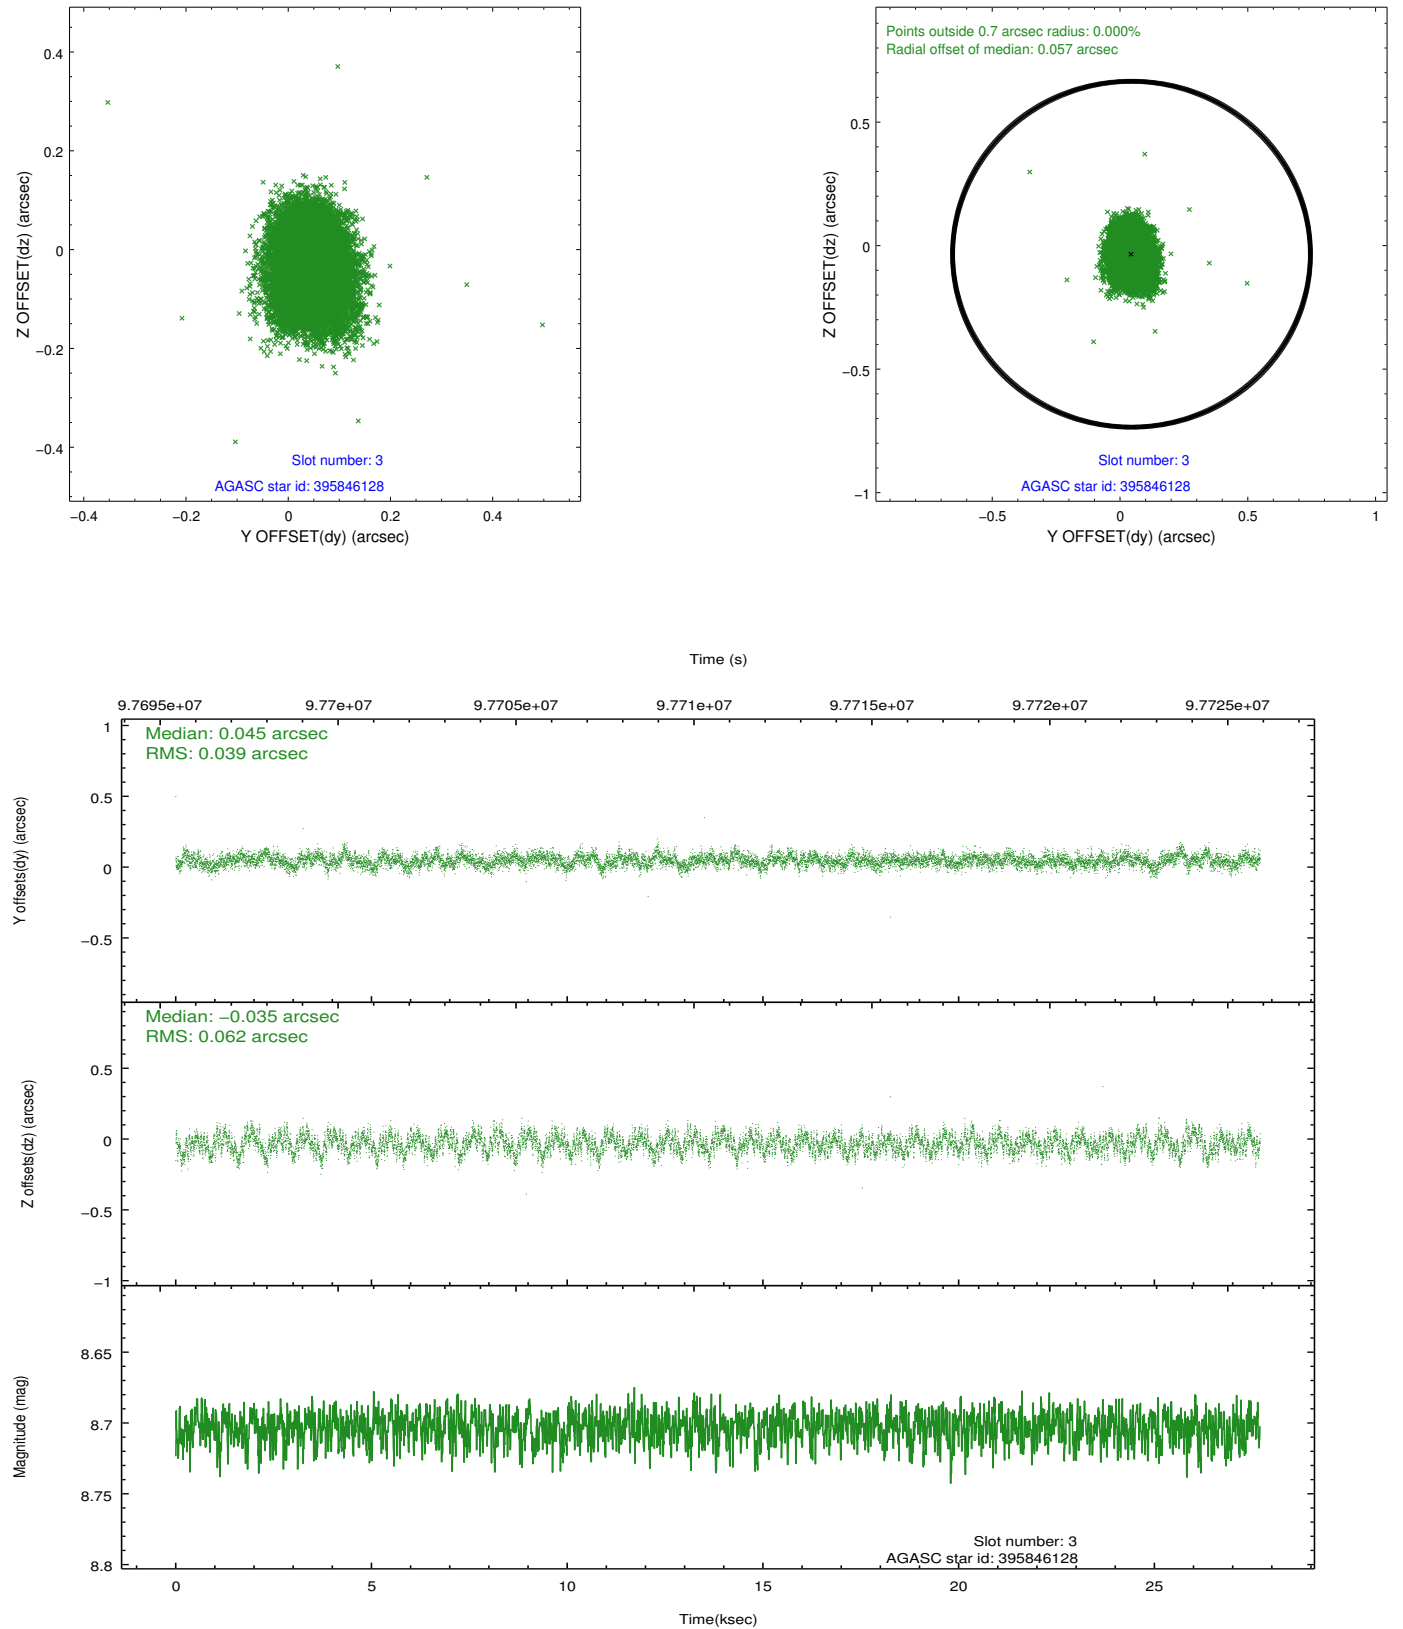 0.4
0.2
0
−0.2
−0.4
Z OFFSET(dz) (arcsec)
Slot number: 3
AGASC star id: 395846128
−0.4 −0.2 0 0.2 0.4
Y OFFSET(dy) (arcsec)
Points outside 0.7 arcsec radius: 0.000%
Radial offset of median: 0.057 arcsec
0.5
0
−0.5
−1
Z OFFSET(dz) (arcsec)
Slot number: 3
AGASC star id: 395846128
−0.5 0 0.5 1
Y OFFSET(dy) (arcsec)
Time (s)
9.7695e+07 9.77e+07 9.7705e+07 9.771e+07 9.7715e+07 9.772e+07 9.7725e+07
Median: 0.045 arcsec
RMS: 0.039 arcsec
1
0.5
0
−0.5
Y offsets(dy) (arcsec)
Median: −0.035 arcsec
RMS: 0.062 arcsec
0.5
0
−0.5
−1
Z offsets(dz) (arcsec)
8.65
8.7
8.75
8.8
Magnitude (mag)
Slot number: 3
AGASC star id: 395846128
0 5 10 15 20 25
Time(ksec)